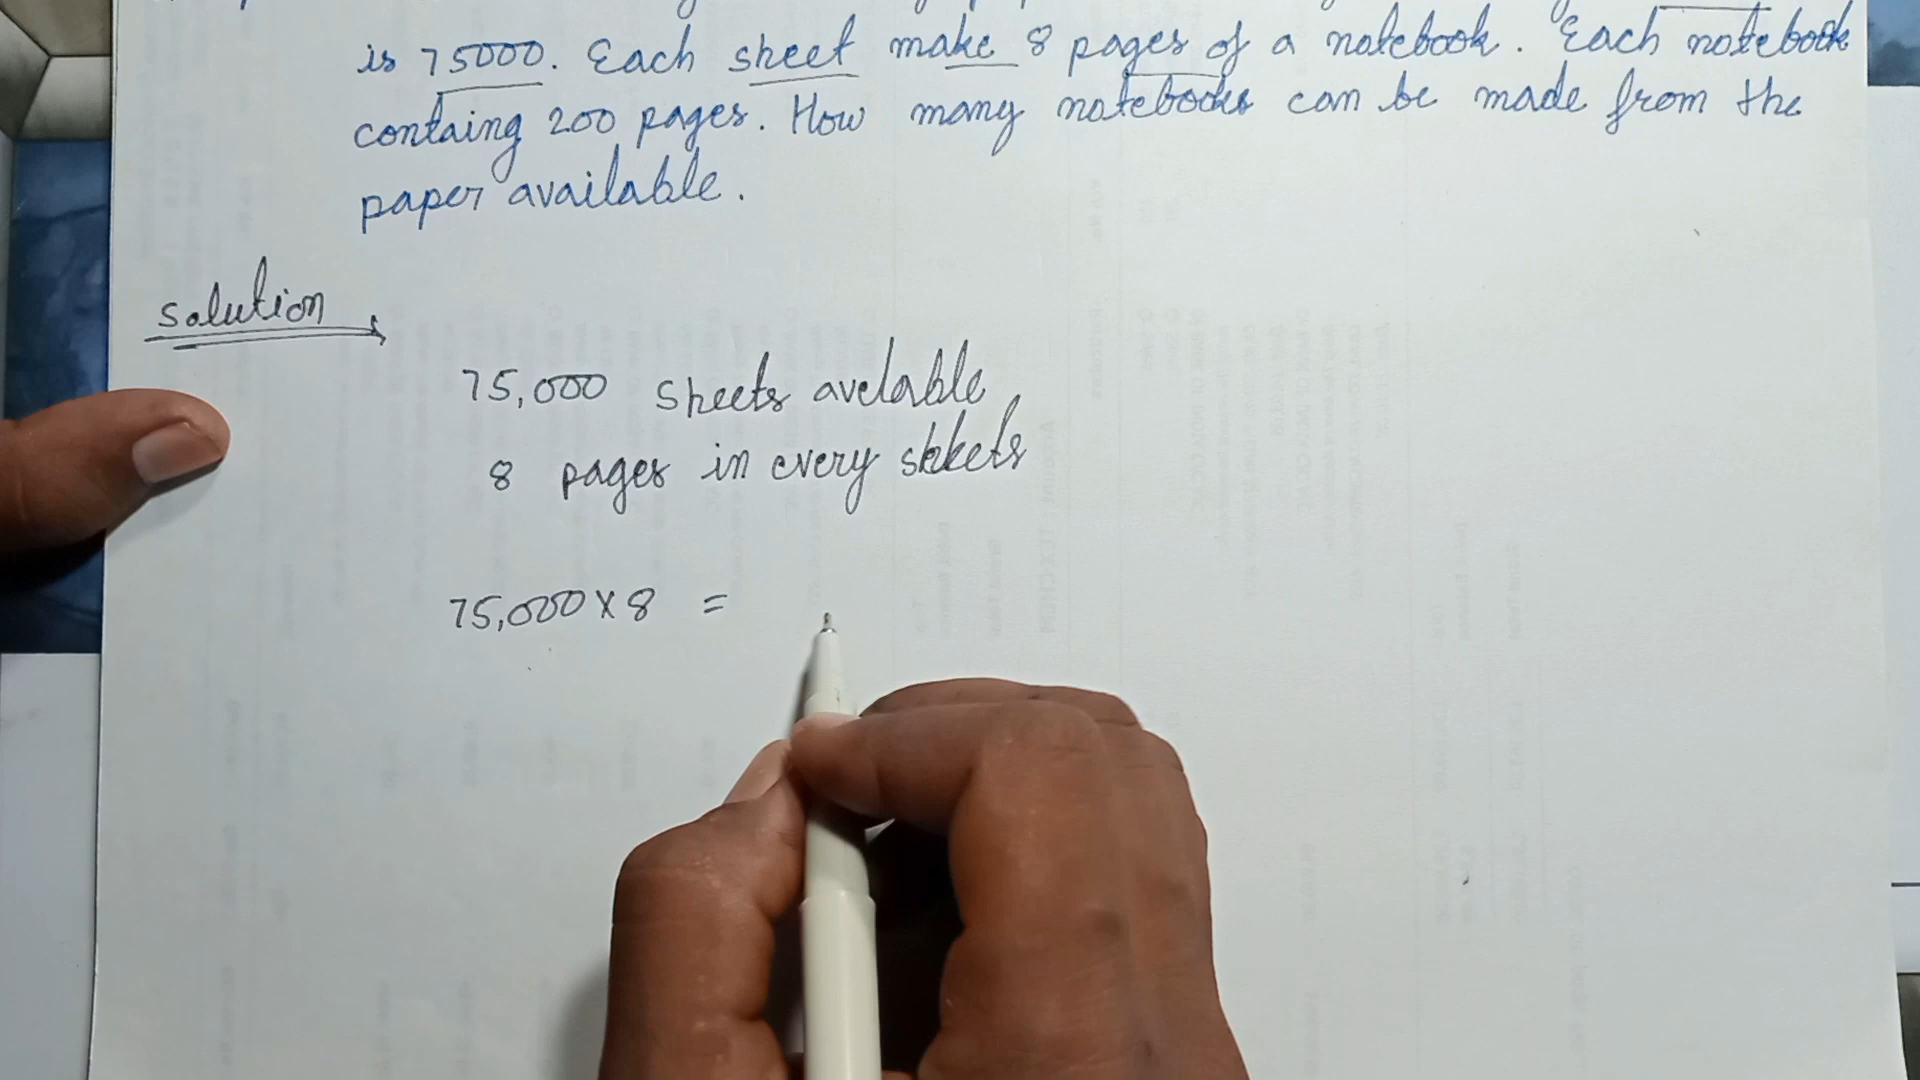 is 75000. Each sheet make 8 pages of a notebook. Each notebook
containg 200 pages. How many notebooks can be made from the
paper available.
Solution
75,000 Sheets avelable,
8 pages in every
75,000 x 8 =